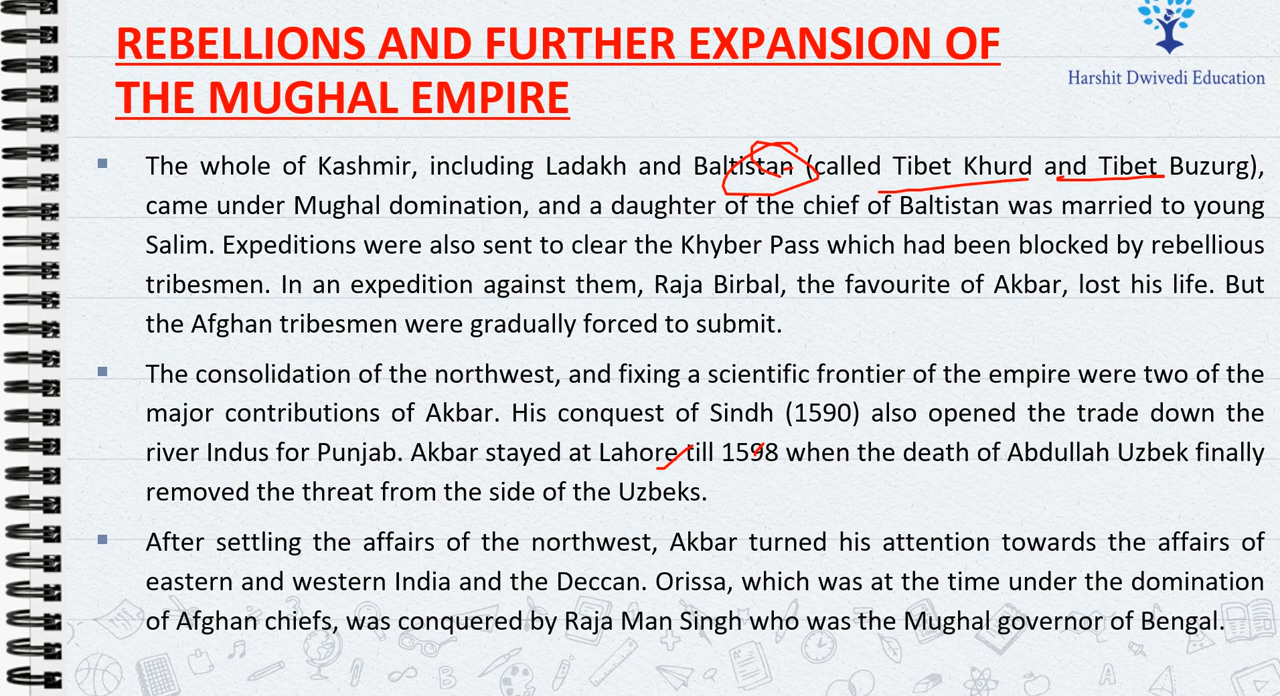 REBELLIONS AND FURTHER EXPANSION OF
THE MUGHAL EMPIRE
Harshit Dwivedi Education
▪ The whole of Kashmir, including Ladakh and Baltistan (called Tibet Khurd and Tibet Buzurg),
came under Mughal domination, and a daughter of the chief of Baltistan was married to young
Salim. Expeditions were also sent to clear the Khyber Pass which had been blocked by rebellious
tribesmen. In an expedition against them, Raja Birbal, the favourite of Akbar, lost his life. But
the Afghan tribesmen were gradually forced to submit.
▪ The consolidation of the northwest, and fixing a scientific frontier of the empire were two of the
major contributions of Akbar. His conquest of Sindh (1590) also opened the trade down the
river Indus for Punjab. Akbar stayed at Lahore till 1598 when the death of Abdullah Uzbek finally
removed the threat from the side of the Uzbeks.
▪ After settling the affairs of the northwest, Akbar turned his attention towards the affairs of
eastern and western India and the Deccan. Orissa, which was at the time under the domination
of Afghan chiefs, was conquered by Raja Man Singh who was the Mughal governor of Bengal.